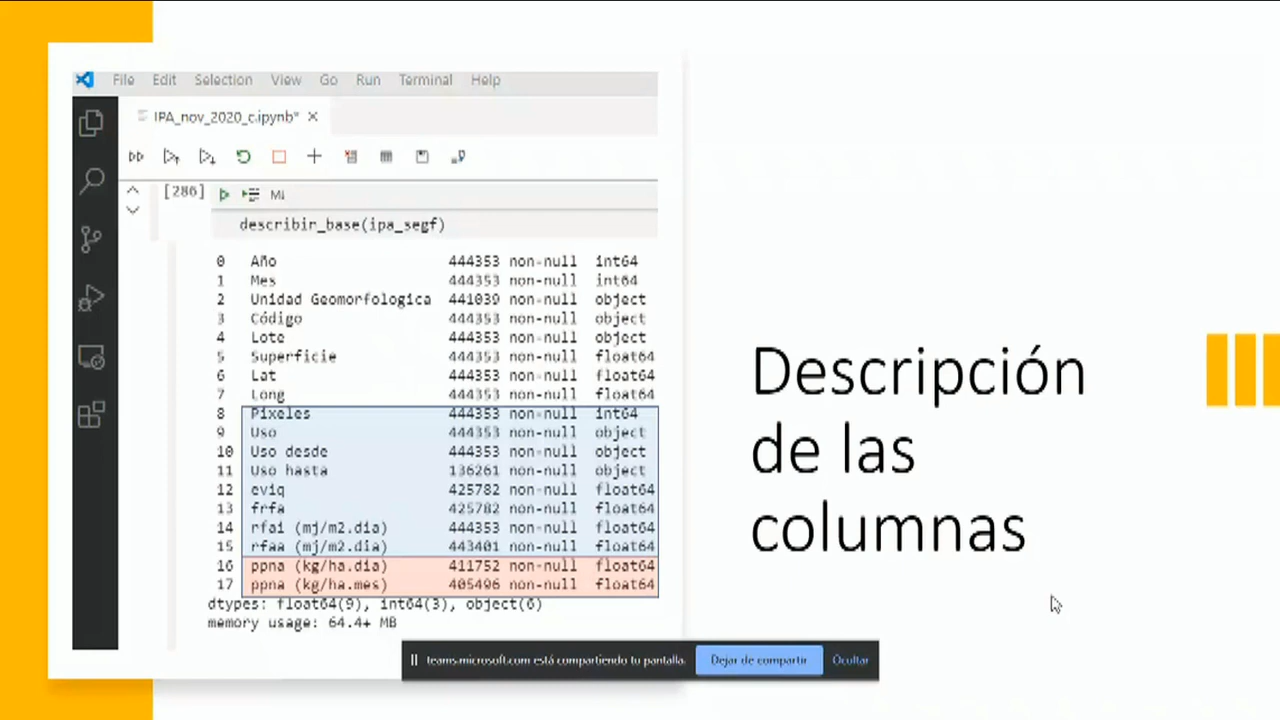 File Edit Selection View Go Run Terminal Help
IPA_nov_2020_c.ipynb*
[286] M↓
describir_base(ipa_segf)
0 Año 444353 non-null int64
1 Mes 444353 non-null int64
2 Unidad Geomorfologica 441039 non-null object
3 Código 444353 non-null object
4 Lote 444353 non-null object
5 Superficie 444353 non-null float64
6 Lat 444353 non-null float64
7 Long 444353 non-null float64
8 Pixeles 444353 non-null int64
9 Uso 444353 non-null object
10 Uso desde 444353 non-null object
11 Uso hasta 136261 non-null object
12 eviq 425782 non-null float64
13 frfa 425782 non-null float64
14 rfai (mj/m2.dia) 444353 non-null float64
15 rfaa (mj/m2.dia) 443401 non-null float64
16 ppna (kg/ha.dia) 411752 non-null float64
17 ppna (kg/ha.mes) 405496 non-null float64
dtypes: float64(9), int64(3), object(6)
memory usage: 64.4+ MB
Descripción
de las
columnas
teams.microsoft.com está compartiendo tu pantalla. Dejar de compartir Ocultar